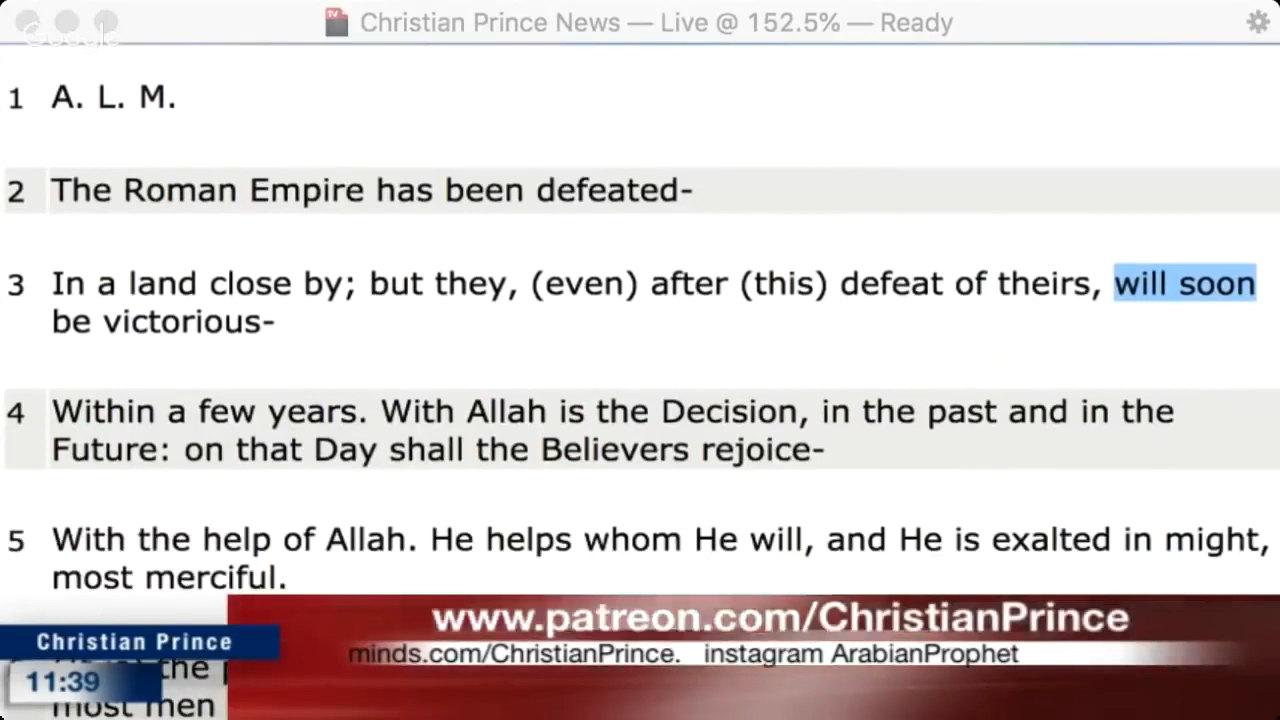 Christian Prince News — Live @ 152.5% — Ready
Google
1 A. L. M.
2 The Roman Empire has been defeated-
3 In a land close by; but they, (even) after (this) defeat of theirs, will soon
be victorious-
4 Within a few years. With Allah is the Decision, in the past and in the
Future: on that Day shall the Believers rejoice-
5 With the help of Allah. He helps whom He will, and He is exalted in might,
most merciful.
www.patreon.com/ChristianPrince
Christian Prince
minds.com/ChristianPrince. instagram ArabianProphet
the
11:39
most men